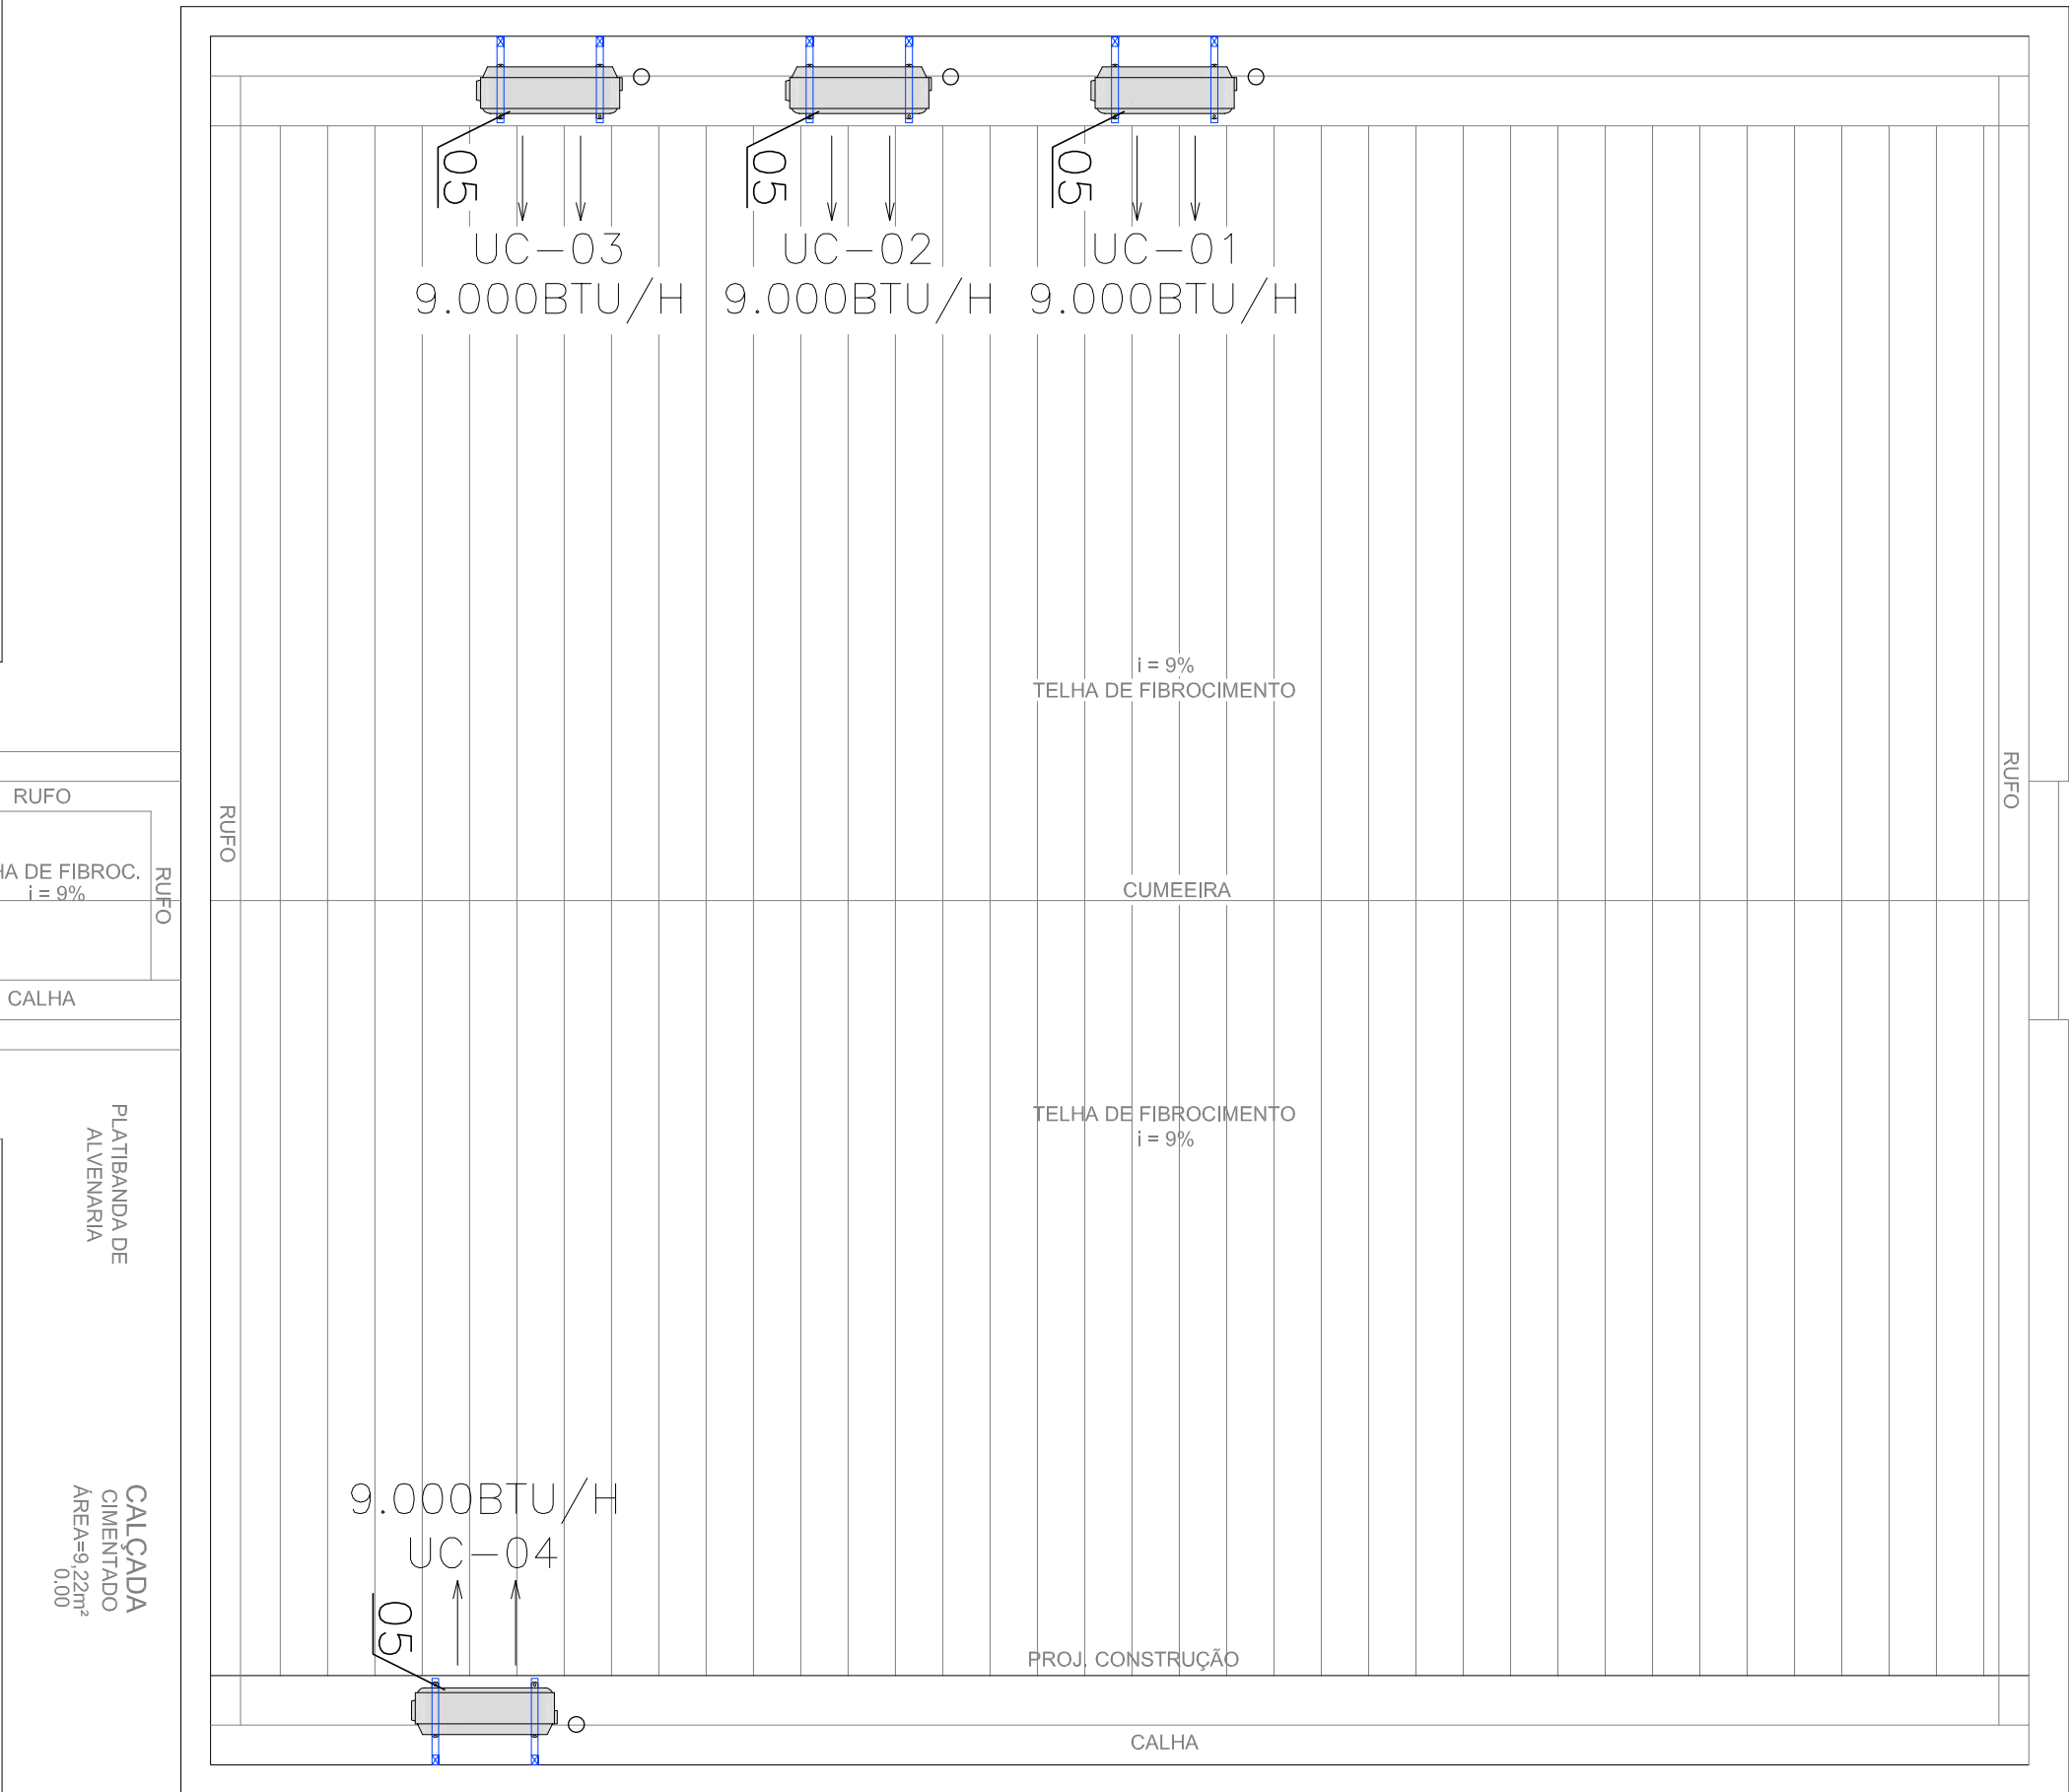 05
05
05
UC-03
UC-02
UC-01
9.000BTU/H
9.000BTU/H
9.000BTU/H
i = 9%
TELHA DE FIBROCIMENTO
RUFO
RUFO
RUFO
DE FIBROC.
i = 9%
RUFO
CUMEEIRA
CALHA
TELHA DE FIBROCIMENTO
i = 9%
PLATIBANDA DE
ALVENARIA
9.000BTU/H
UC-04
CALÇADA
CIMENTADO
ÁREA=9,22m²
0.00
05
PROJ. CONSTRUÇÃO
CALHA